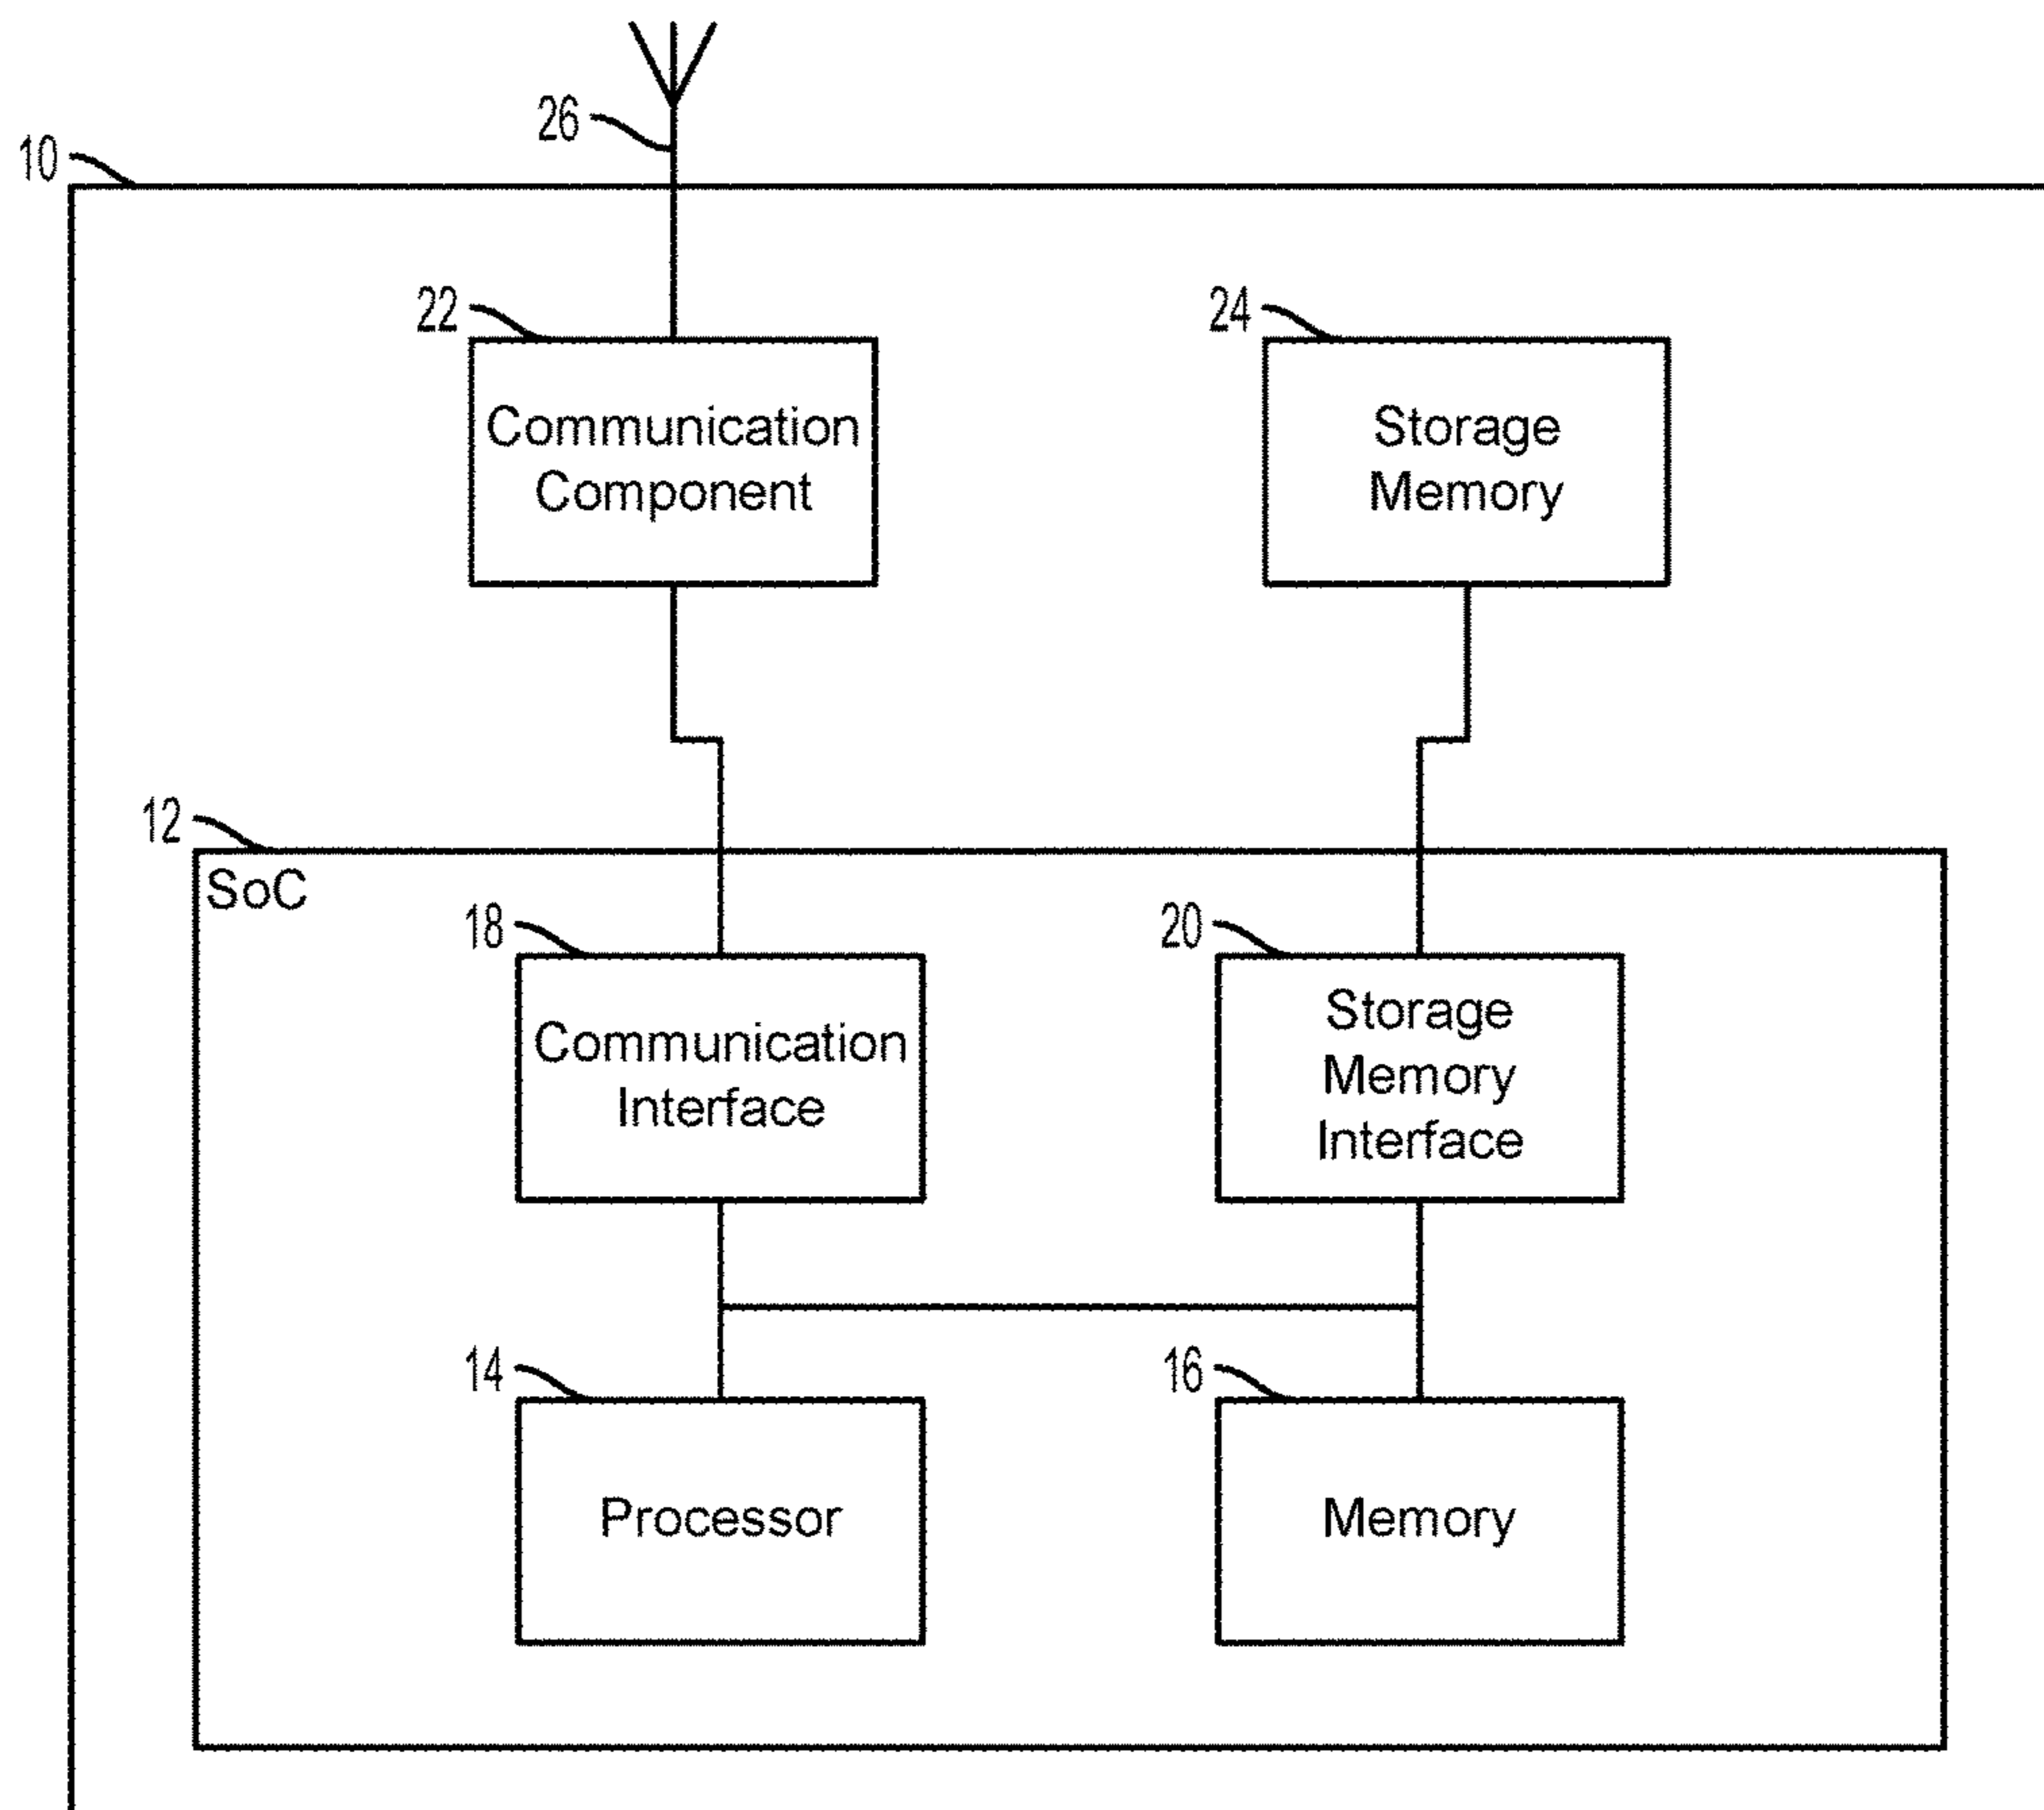 26
10
22
24
Communication
Component
Storage
Memory
12
SoC
18
20
Communication
Interface
Storage
Memory
Interface
14
16
Processor
Memory